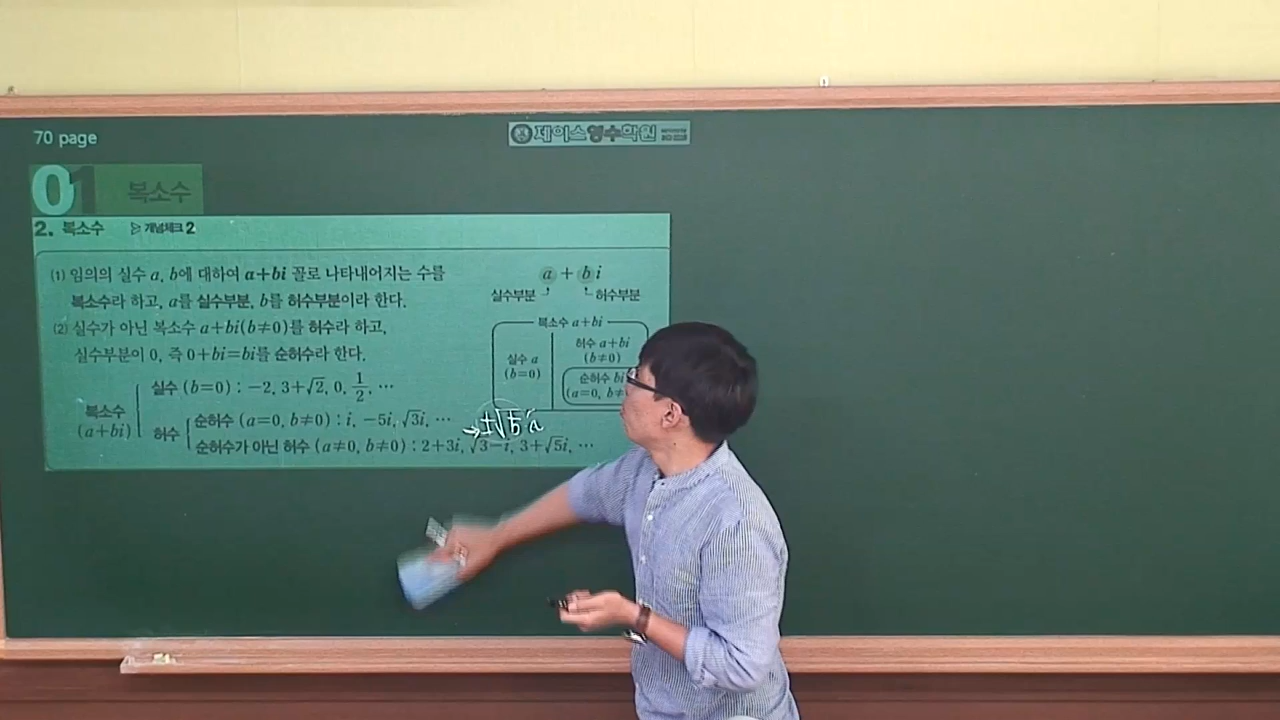 70 page
제이스영수학원
01 복소수
2. 복소수 ▷ 개념체크 2
(1) 임의의 실수 a, b에 대하여 a+bi 꼴로 나타내어지는 수를
복소수라 하고, a를 실수부분, b를 허수부분이라 한다.
(2) 실수가 아닌 복소수 a+bi(b≠0)를 허수라 하고,
실수부분이 0, 즉 0+bi=bi를 순허수라 한다.
복소수
(a+bi)
실수 (b=0) : −2, 3+√2, 0, 1/2, ⋯
허수
순허수 (a=0, b≠0) : i, −5i, √3i, ⋯
순허수가 아닌 허수 (a≠0, b≠0) : 2+3i, √3−i, 3+√5i, ⋯
a + b i
실수부분 허수부분
복소수 a+bi
실수 a
(b=0)
허수 a+bi
(b≠0)
순허수 bi
(a=0, b≠